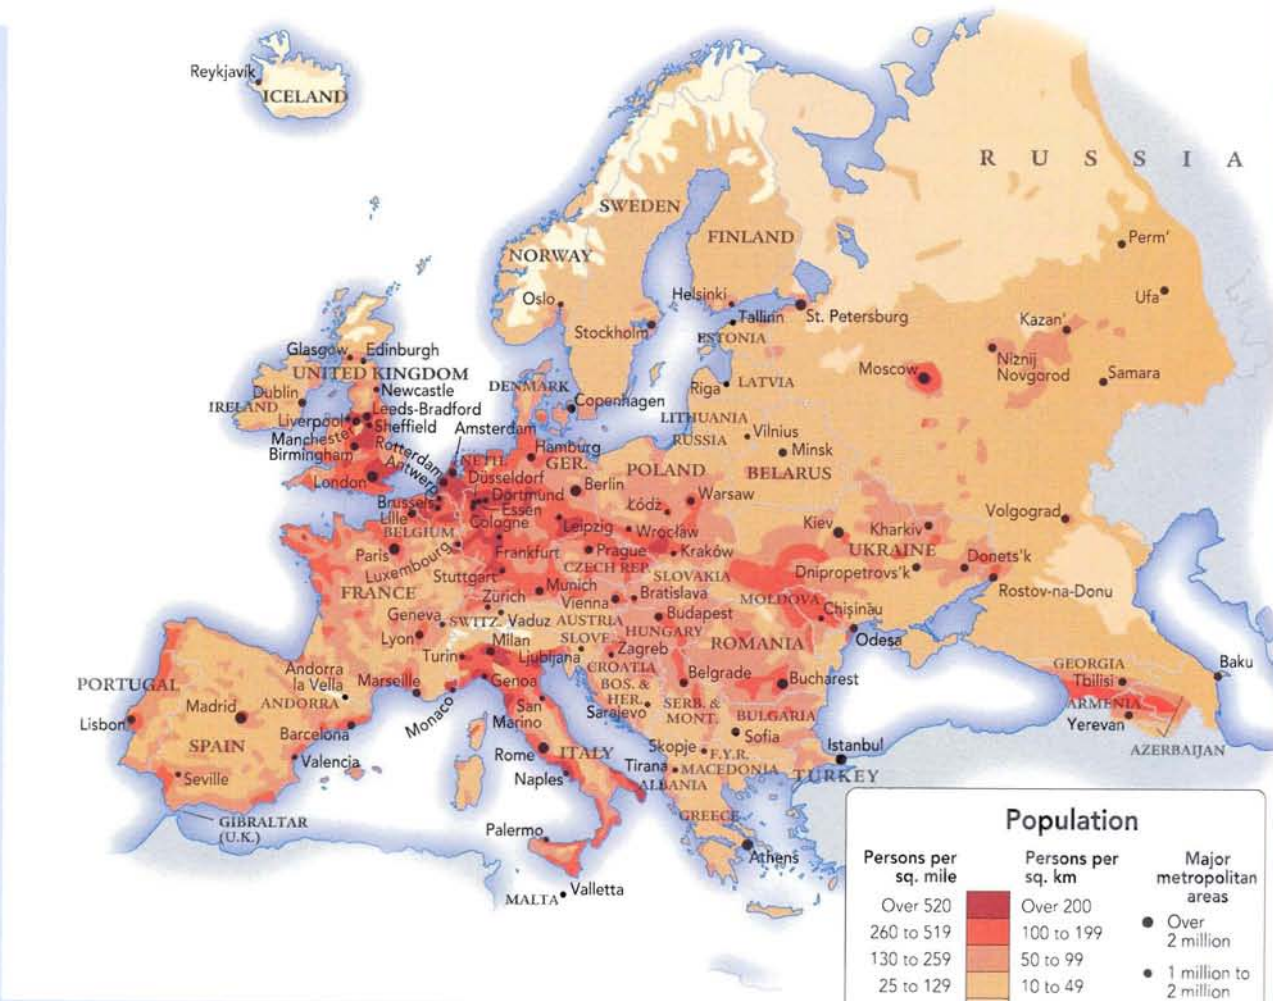 Reykjavík
ICELAND
R U S S I A
SWEDEN
FINLAND
NORWAY
Perm'
Ufa
Oslo
Helsinki
Tallinn
St. Petersburg
Kazan'
Stockholm
ESTONIA
Glasgow
Edinburgh
Moscow
Niznij
Novgorod
Samara
UNITED KINGDOM
Newcastle
DENMARK
Riga
LATVIA
Dublin
IRELAND
Copenhagen
Leeds-Bradford
Liverpool
Sheffield
Amsterdam
LITHUANIA
RUSSIA
Vilnius
Manchester
Birmingham
Rotterdam
Antwerp
Hamburg
Minsk
NETH.
GER.
POLAND
BELARUS
London
Düsseldorf
Berlin
Dortmund
Warsaw
Brussels
Essen
Łódź
Lille
Cologne
Leipzig
Wrocław
Kiev
Kharkiv
Volgograd
BELGIUM
Paris
Luxembourg
Frankfurt
Prague
Kraków
UKRAINE
CZECH REP.
Donets'k
Stuttgart
SLOVAKIA
Dnipropetrovs'k
FRANCE
Munich
Bratislava
Rostov-na-Donu
Zürich
Vienna
MOLDOVA
Chişinău
Geneva
SWITZ.
Vaduz
AUSTRIA
Budapest
HUNGARY
ROMANIA
Odesa
Lyon
Milan
SLOVE.
Zagreb
Turin
Ljubljana
CROATIA
Baku
GEORGIA
Tbilisi
PORTUGAL
Andorra
la Vella
Marseille
Genoa
BOS. &
HER.
Belgrade
Bucharest
ANDORRA
Madrid
Monaco
San
Marino
Sarajevo
SERB. &
MONT.
ARMENIA
Yerevan
Lisbon
Barcelona
BULGARIA
Sofia
AZERBAIJAN
SPAIN
Valencia
Rome
ITALY
Skopje
F.Y.R.
MACEDONIA
Istanbul
TURKEY
Seville
Naples
Tirana
ALBANIA
GREECE
GIBRALTAR
(U.K.)
Palermo
Athens
MALTA
Valletta
Population
Persons per
sq. mile
Persons per
sq. km
Major
metropolitan
areas
Over 520
Over 200
Over
2 million
260 to 519
100 to 199
130 to 259
50 to 99
1 million to
2 million
25 to 129
10 to 49